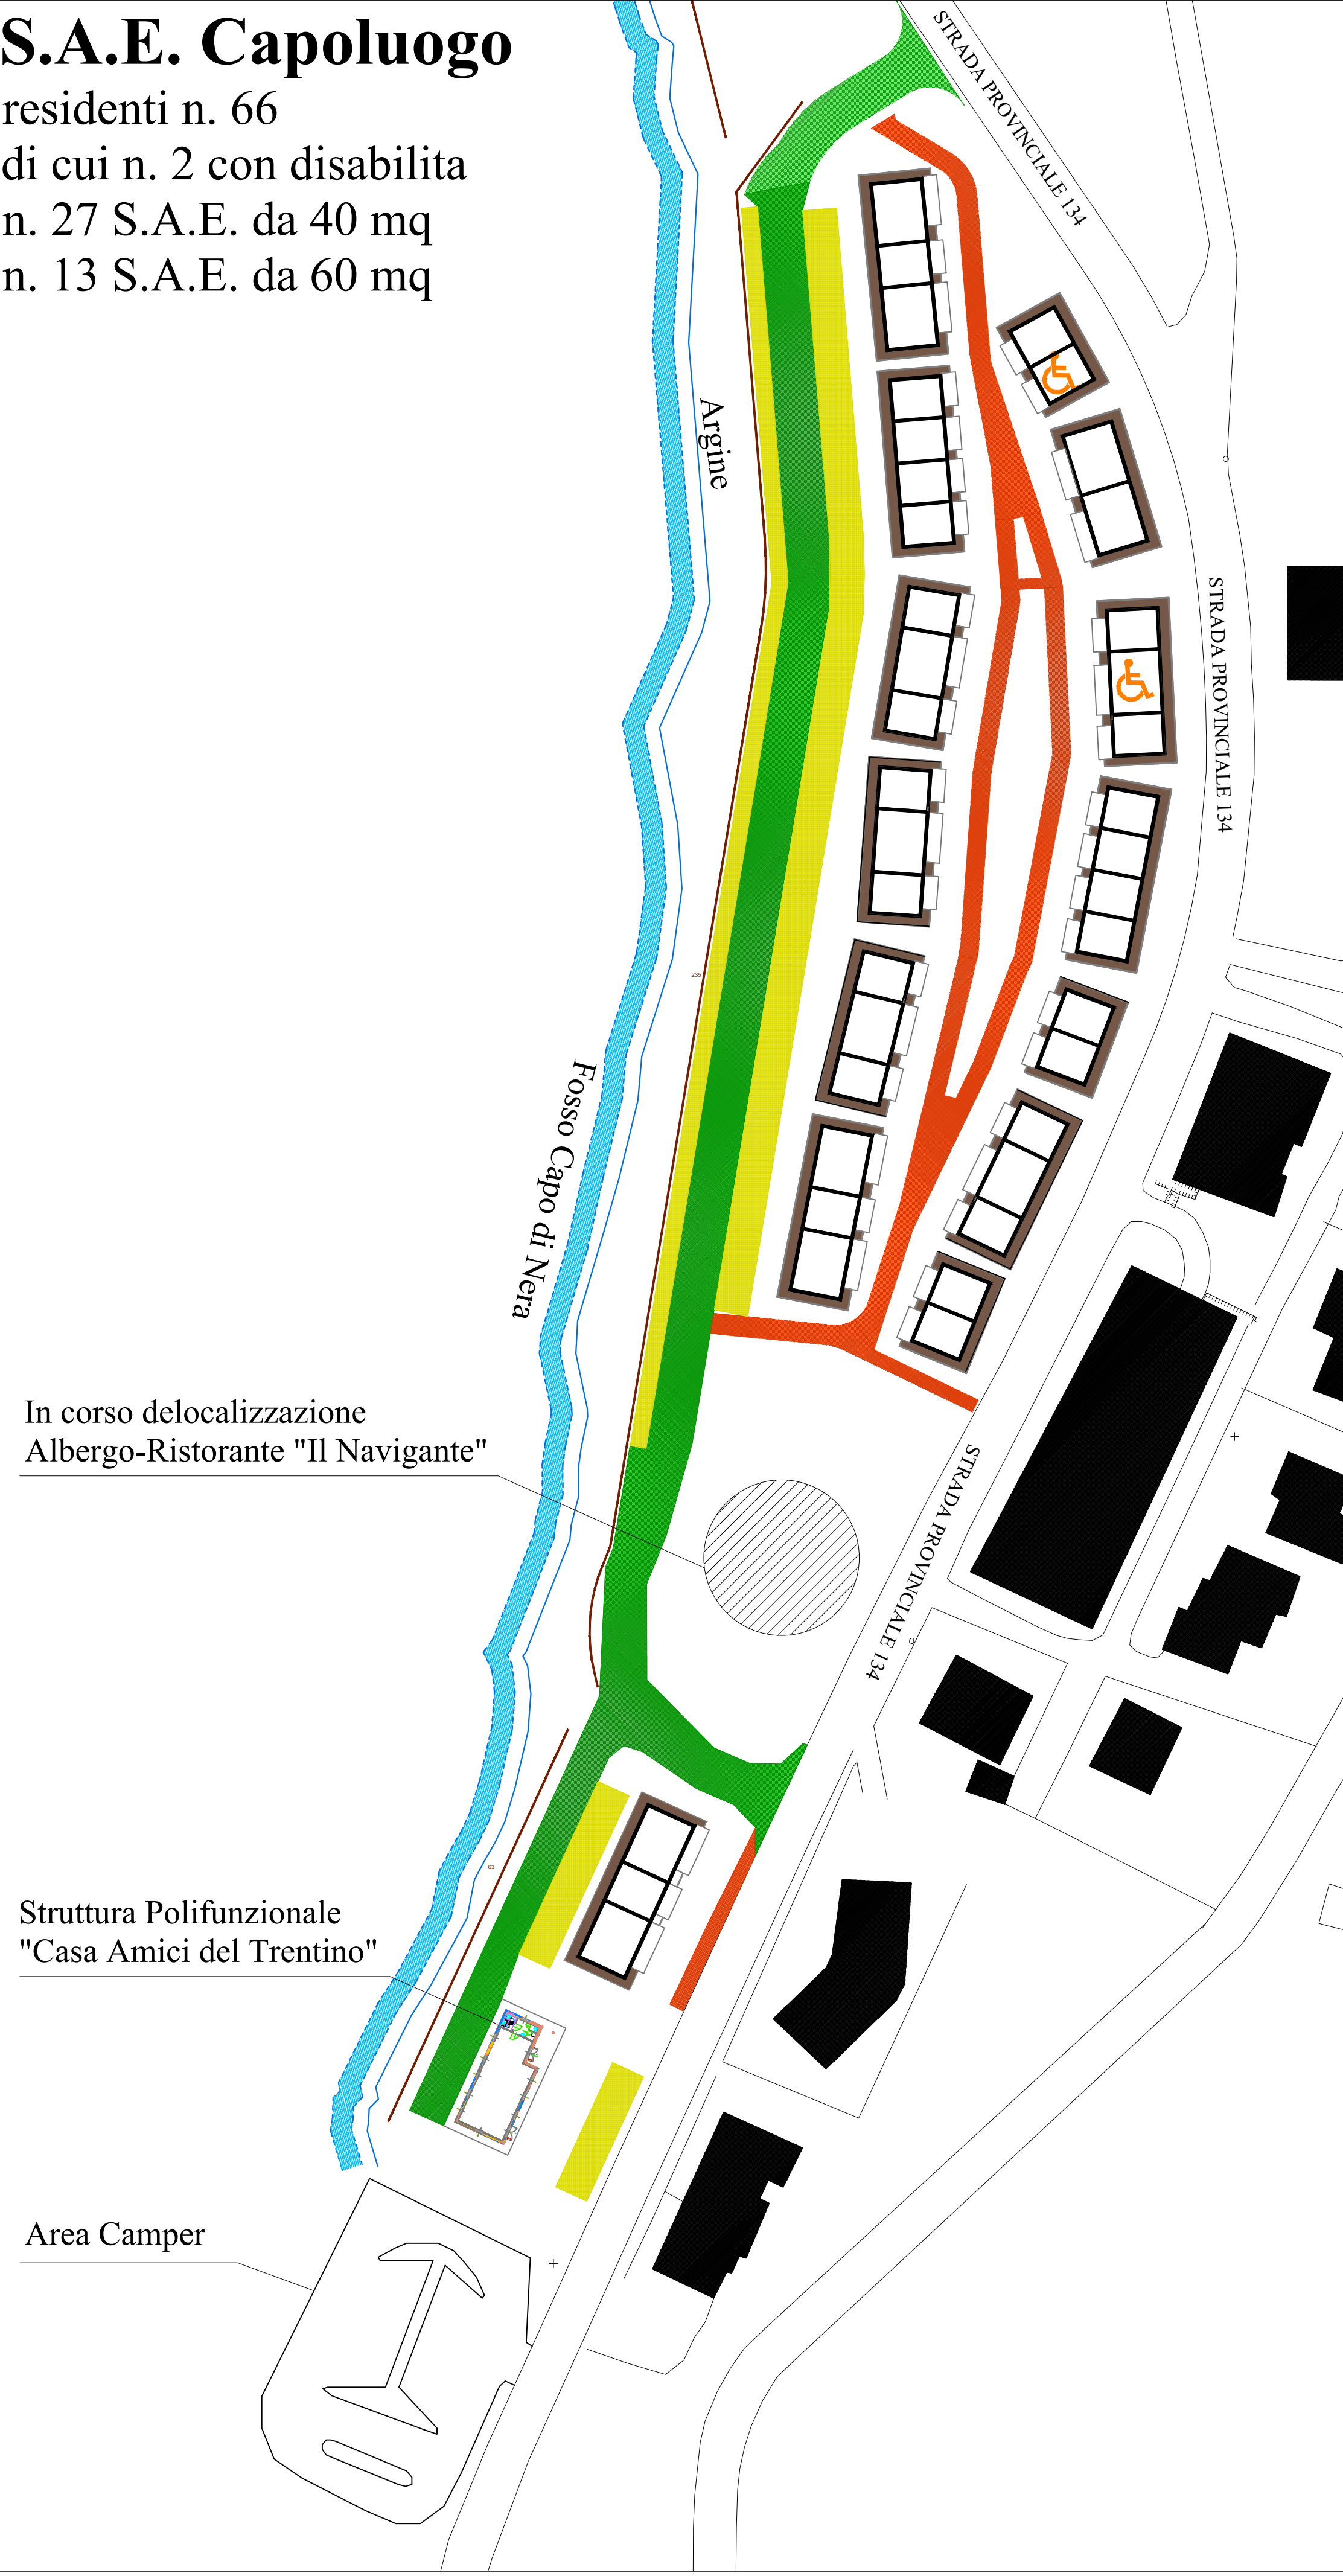 S.A.E. Capoluogo
residenti n. 66
di cui n. 2 con disabilita
n. 27 S.A.E. da 40 mq
n. 13 S.A.E. da 60 mq
STRADA PROVINCIALE 134
Argine
STRADA PROVINCIALE 134
235
Fosso Capo di Nera
In corso delocalizzazione
Albergo-Ristorante "Il Navigante"
STRADA PROVINCIALE 134
63
Struttura Polifunzionale
"Casa Amici del Trentino"
Area Camper